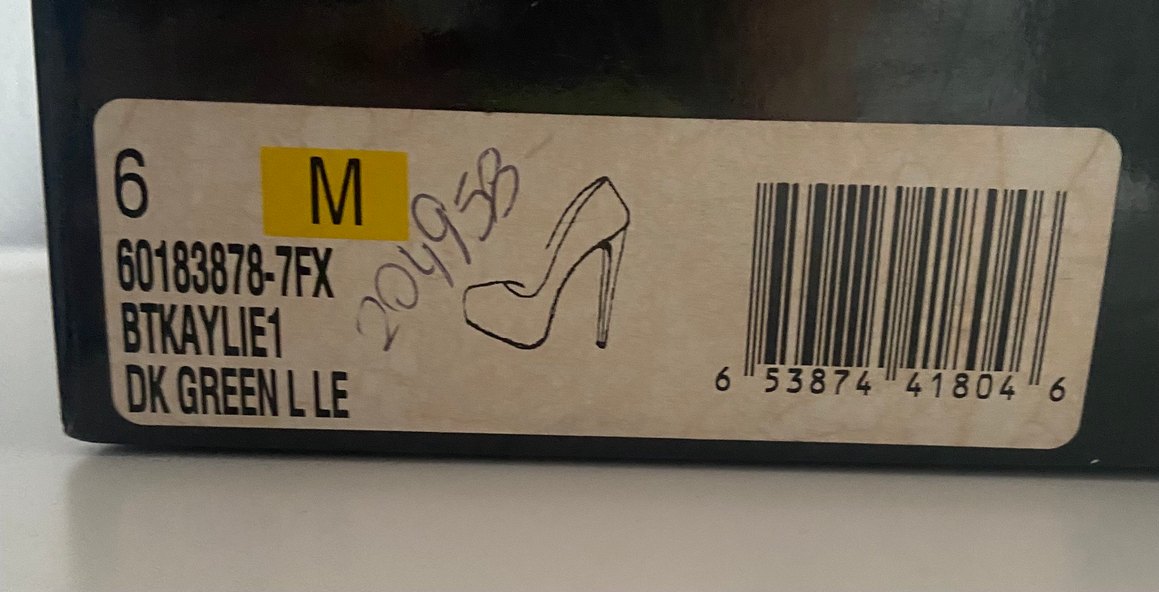 6 M
60183878-7FX
BTKAYLIE1
DK GREEN L LE
204958
6 53874 41804 6